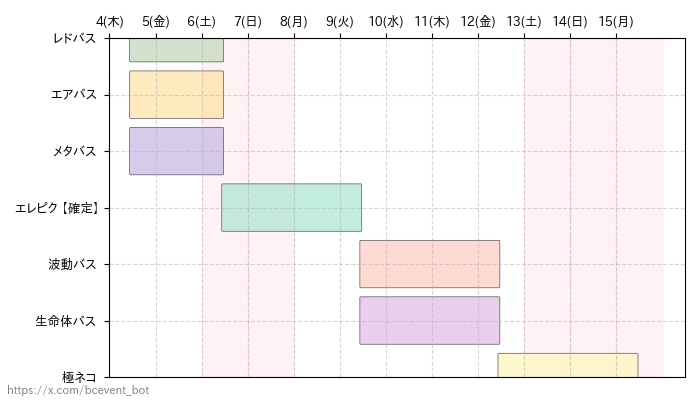 4(木) 5(金) 6(土) 7(日) 8(月) 9(火) 10(水) 11(木) 12(金) 13(土) 14(日) 15(月)
レドバス
エアバス
メタバス
エレピク【確定】
波動バス
生命体バス
極ネコ
https://x.com/bcevent_bot